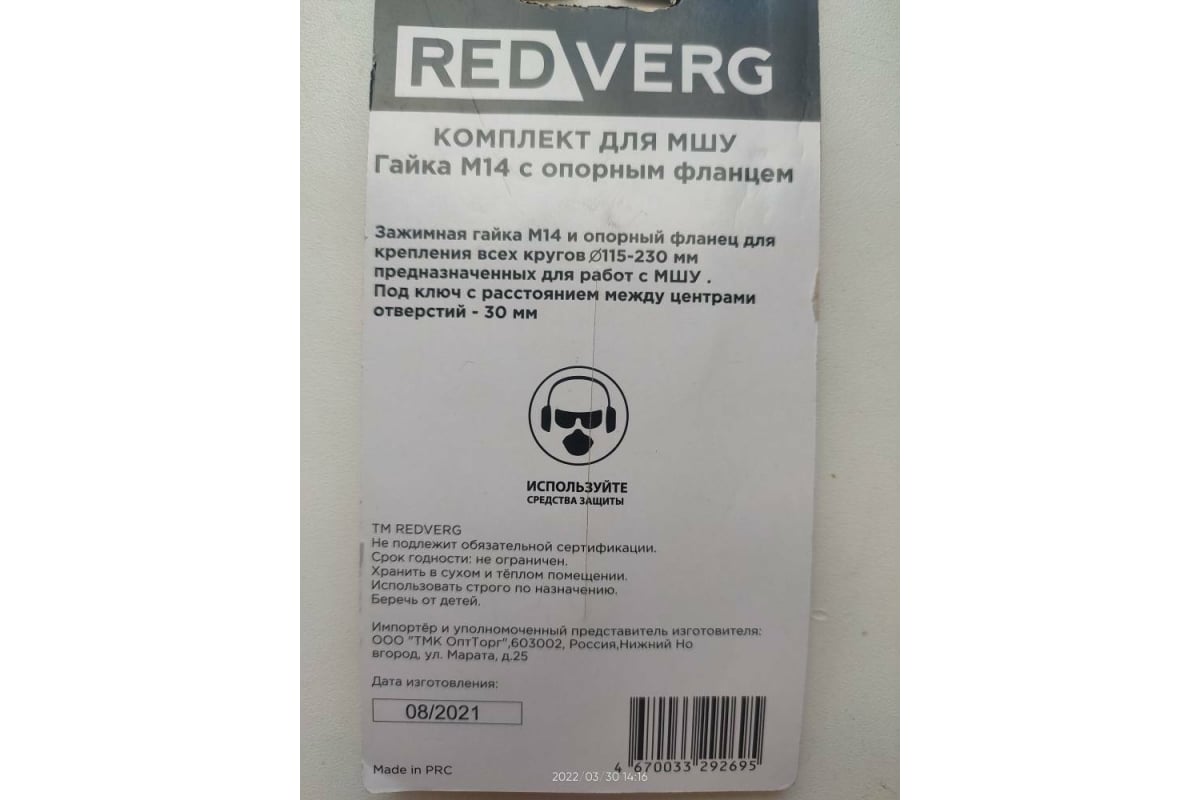 REDVERG
КОМПЛЕКТ ДЛЯ МШУ
Гайка М14 с опорным фланцем
Зажимная гайка М14 и опорный фланец для
крепления всех кругов Ø115-230 мм
предназначенных для работ с МШУ .
Под ключ с расстоянием между центрами
отверстий - 30 мм
ИСПОЛЬЗУЙТЕ
СРЕДСТВА ЗАЩИТЫ
ТМ REDVERG
Не подлежит обязательной сертификации.
Срок годности: не ограничен.
Хранить в сухом и тёплом помещении.
Использовать строго по назначению.
Беречь от детей.
Импортёр и уполномоченный представитель изготовителя:
ООО "ТМК ОптТорг",603002, Россия,Нижний Но
вгород, ул. Марата, д.25
Дата изготовления:
08/2021
Made in PRC
4 670033 292695
2022/03/30 14:16